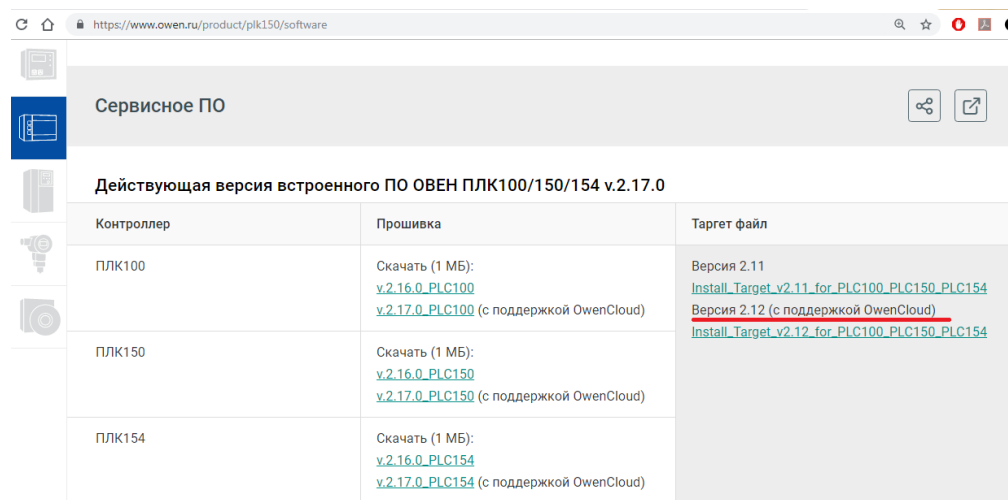 https://www.owen.ru/product/plk150/software
Сервисное ПО
Действующая версия встроенного ПО ОВЕН ПЛК100/150/154 v.2.17.0
Контроллер
Прошивка
Таргет файл
ПЛК100
Скачать (1 МБ):
v.2.16.0_PLC100
v.2.17.0_PLC100 (с поддержкой OwenCloud)
Версия 2.11
Install_Target_v2.11_for_PLC100_PLC150_PLC154
Версия 2.12 (с поддержкой OwenCloud)
Install_Target_v2.12_for_PLC100_PLC150_PLC154
ПЛК150
Скачать (1 МБ):
v.2.16.0_PLC150
v.2.17.0_PLC150 (с поддержкой OwenCloud)
ПЛК154
Скачать (1 МБ):
v.2.16.0_PLC154
v.2.17.0_PLC154 (с поддержкой OwenCloud)